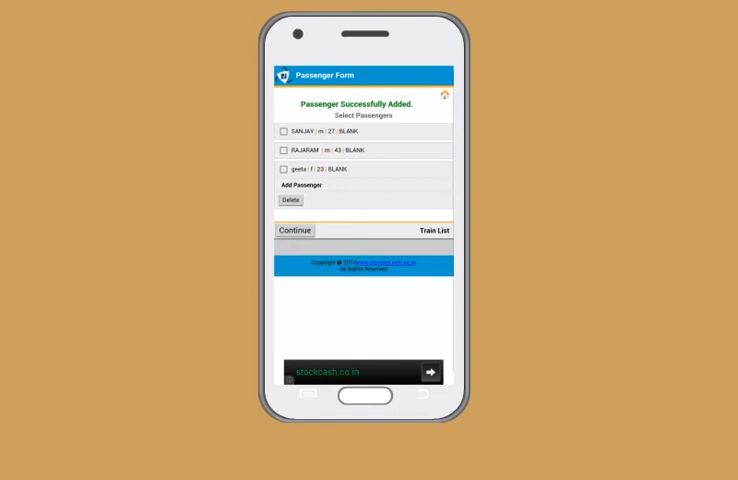 Passenger Form
Passenger Successfully Added.
Select Passengers
SANJAY | m | 27 | BLANK
RAJARAM | m | 43 | BLANK
geeta | f | 23 | BLANK
Add Passenger
Delete
Continue
Train List
Copyright � 2014
All Rights Reserved
stockcash.co.in